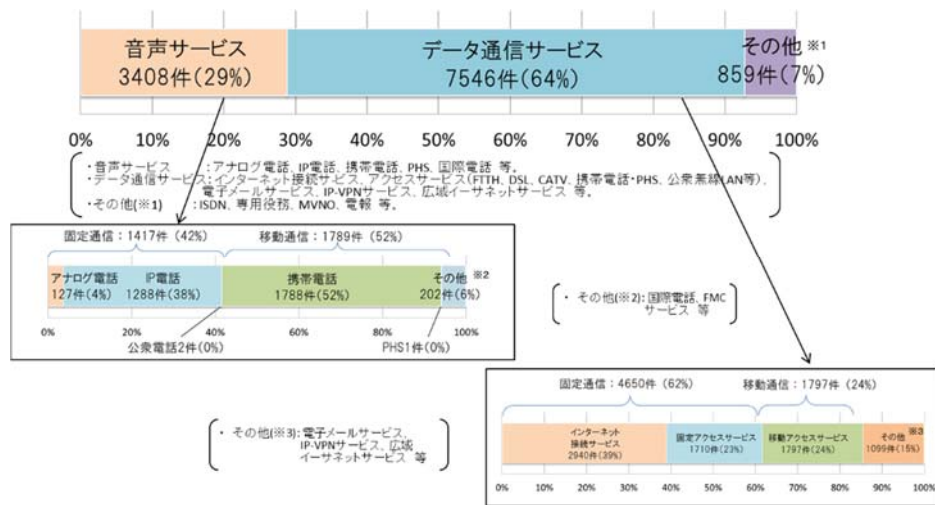 音声サービス
3408件(29%)
データ通信サービス
7546件(64%)
その他 ※1
859件(7%)
0% 10% 20% 30% 40% 50% 60% 70% 80% 90% 100%
・音声サービス :アナログ電話、IP電話、携帯電話、PHS、国際電話 等。
・データ通信サービス:インターネット接続サービス、アクセスサービス(FTTH、DSL、CATV、携帯電話・PHS、公衆無線LAN等)、
電子メールサービス、IP-VPNサービス、広域イーサネットサービス 等。
・その他(※1) :ISDN、専用役務、MVNO、電報 等。
固定通信:1417件 (42%)
移動通信:1789件 (52%)
アナログ電話
127件(4%)
IP電話
1288件(38%)
携帯電話
1788件(52%)
その他 ※2
202件(6%)
0% 20% 40% 60% 80% 100%
公衆電話2件(0%)
PHS1件(0%)
・ その他(※2): 国際電話、FMC
サービス 等
固定通信:4650件 (62%)
移動通信:1797件 (24%)
インターネット
接続サービス
2940件(39%)
固定アクセスサービス
1710件(23%)
移動アクセスサービス
1797件(24%)
その他 ※3
1099件(15%)
0% 10% 20% 30% 40% 50% 60% 70% 80% 90% 100%
・ その他(※3): 電子メールサービス、
IP-VPNサービス、広域
イーサネットサービス 等